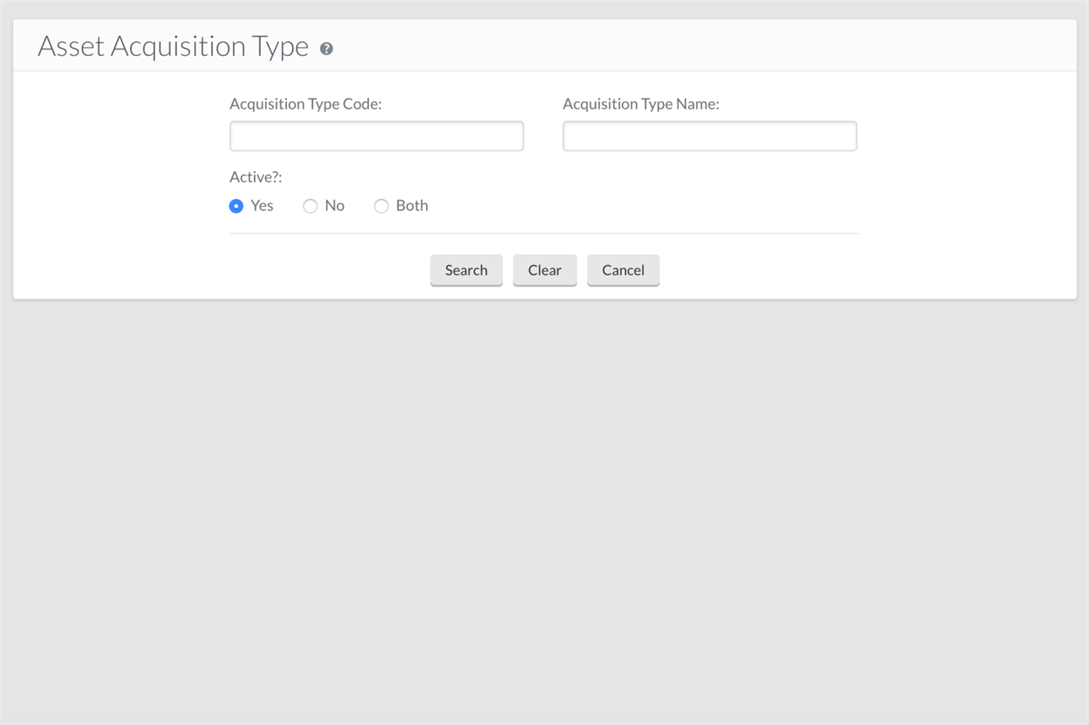 Asset Acquisition Type ?
Acquisition Type Code: Acquisition Type Name:
Active?:
Yes No Both
Search Clear Cancel